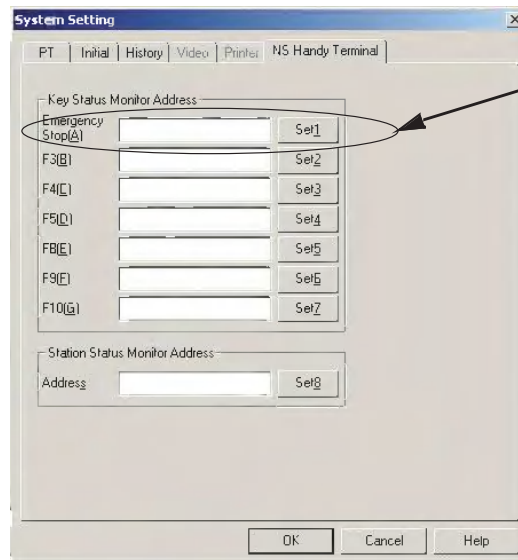 System Setting
PT Initial History Video Printer NS Handy Terminal
Key Status Monitor Address
Emergency
Stop(A) Set1
F3(B) Set2
F4(C) Set3
F5(D) Set4
F8(E) Set5
F9(F) Set6
F10(G) Set7
Station Status Monitor Address
Address Set8
OK Cancel Help